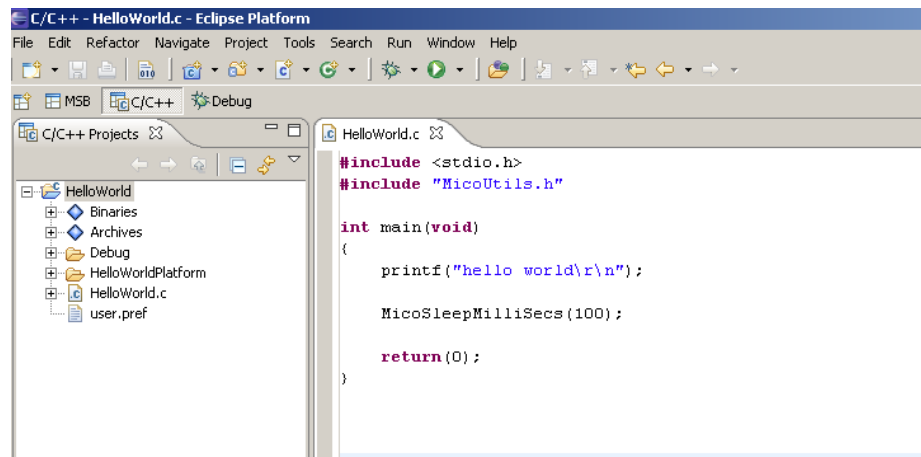 C/C++ - HelloWorld.c - Eclipse Platform
File Edit Refactor Navigate Project Tools Search Run Window Help
010
MSB C/C++ Debug
C/C++ Projects
HelloWorld
Binaries
Archives
Debug
HelloWorldPlatform
HelloWorld.c
user.pref
HelloWorld.c
#include <stdio.h>
#include "MicoUtils.h"
int main(void)
{
printf("hello world\r\n");
MicoSleepMilliSecs(100);
return(0);
}